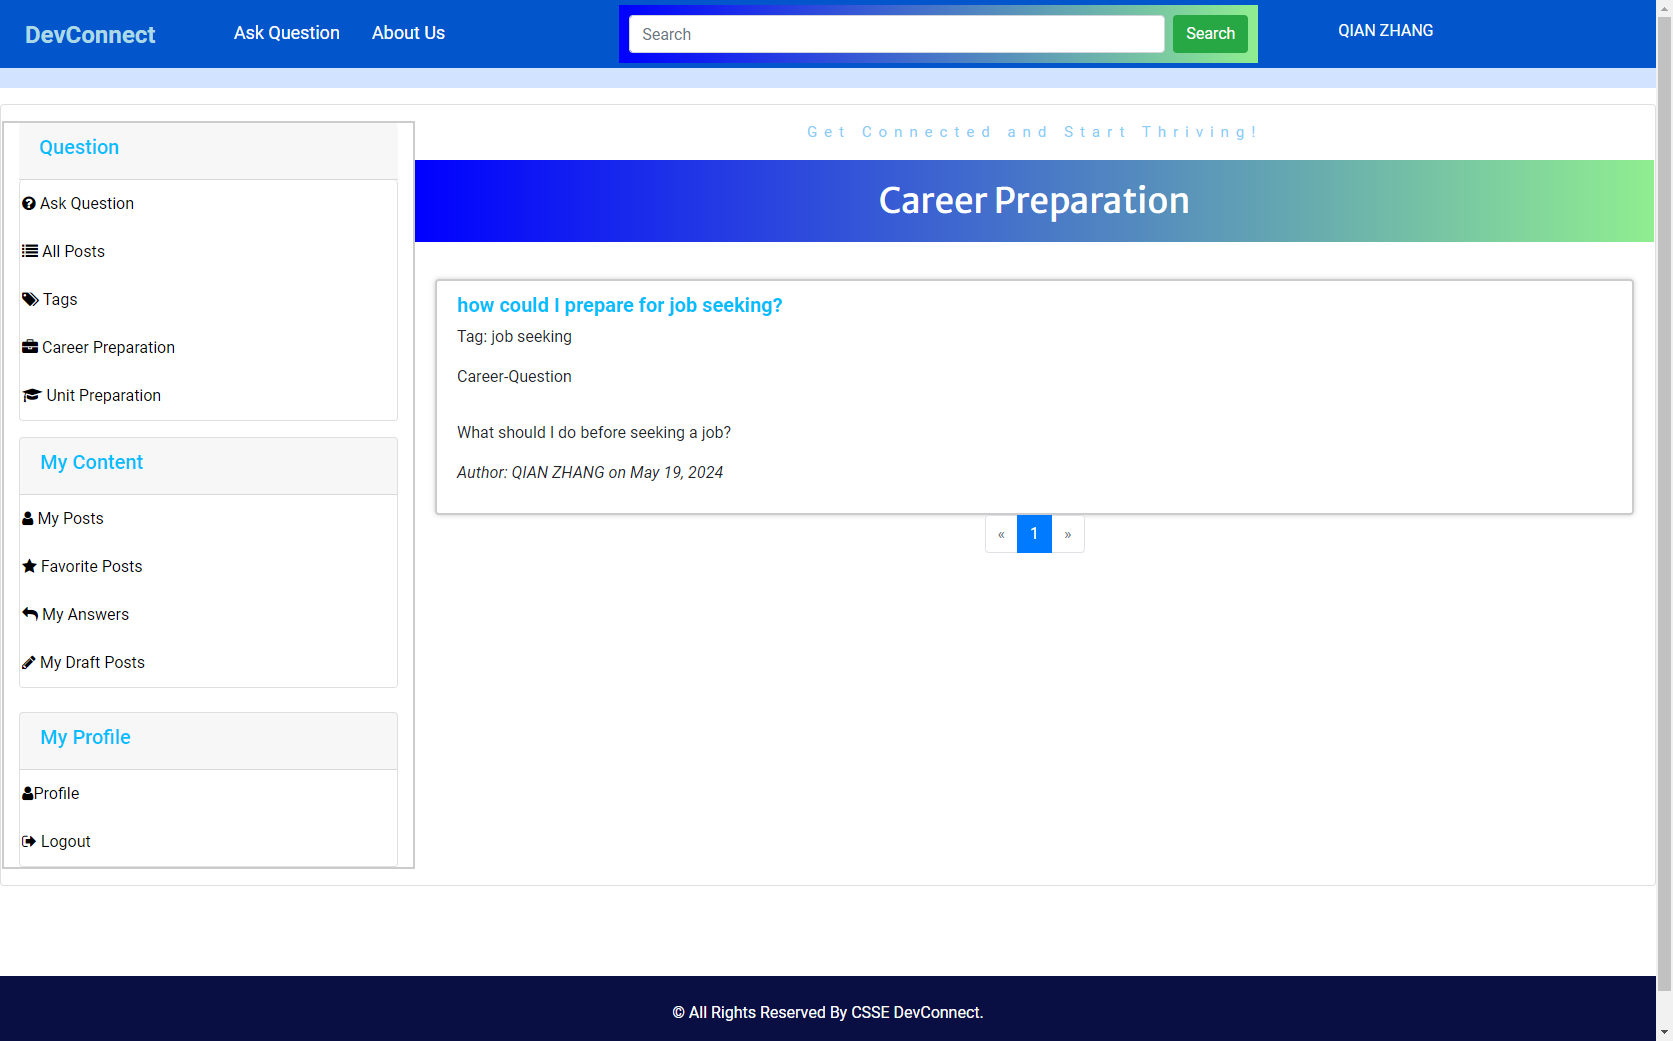 DevConnect
Ask Question
About Us
Search
Search
QIAN ZHANG
Question
Ask Question
All Posts
Tags
Career Preparation
Unit Preparation
My Content
My Posts
Favorite Posts
My Answers
My Draft Posts
My Profile
Profile
Logout
Get Connected and Start Thriving!
Career Preparation
how could I prepare for job seeking?
Tag: job seeking
Career-Question
What should I do before seeking a job?
Author: QIAN ZHANG on May 19, 2024
« 1 »
© All Rights Reserved By CSSE DevConnect.